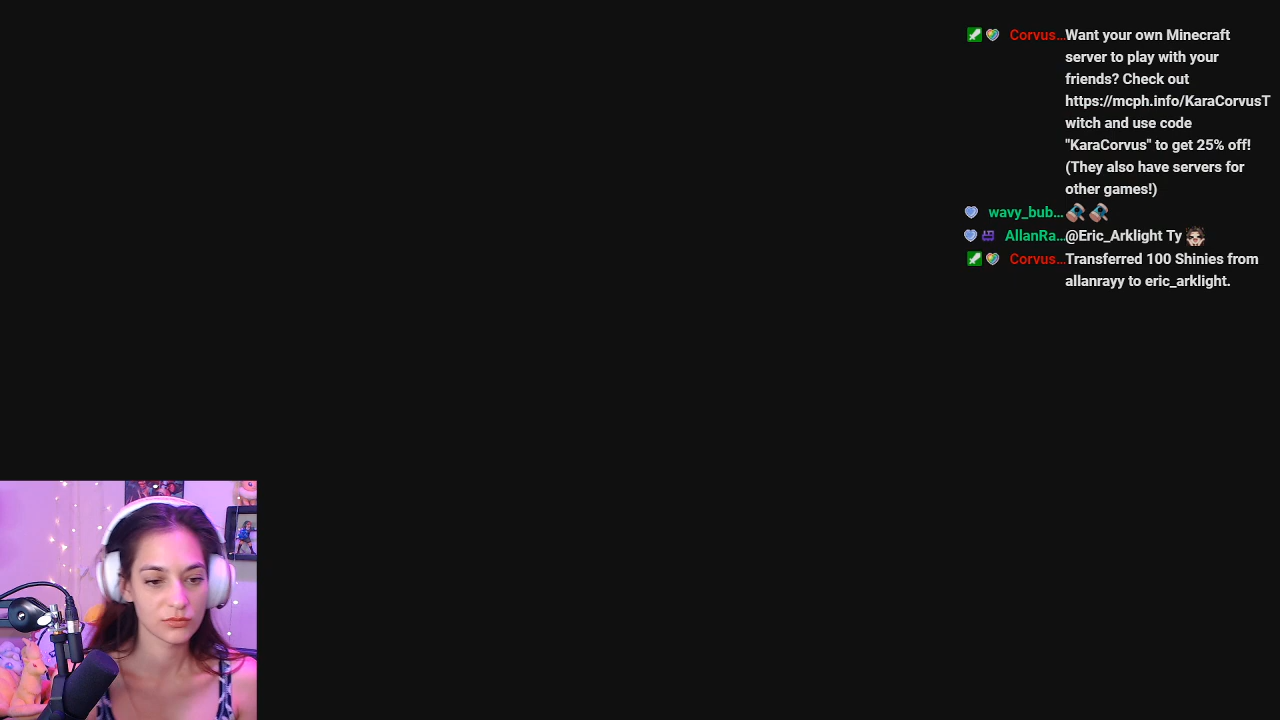 Corvus…Want your own Minecraft
server to play with your
friends? Check out
https://mcph.info/KaraCorvusT
witch and use code
"KaraCorvus" to get 25% off!
(They also have servers for
other games!)
wavy_bub…
AllanRa…@Eric_Arklight Ty
Corvus…Transferred 100 Shinies from
allanrayy to eric_arklight.